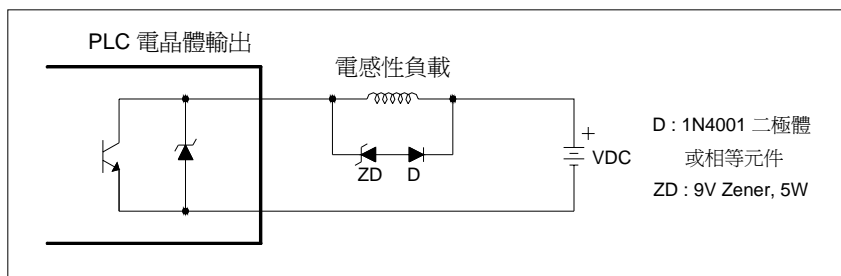 PLC 電晶體輸出
電感性負載
ZD
D
+
VDC
D : 1N4001 二極體
或相等元件
ZD : 9V Zener, 5W